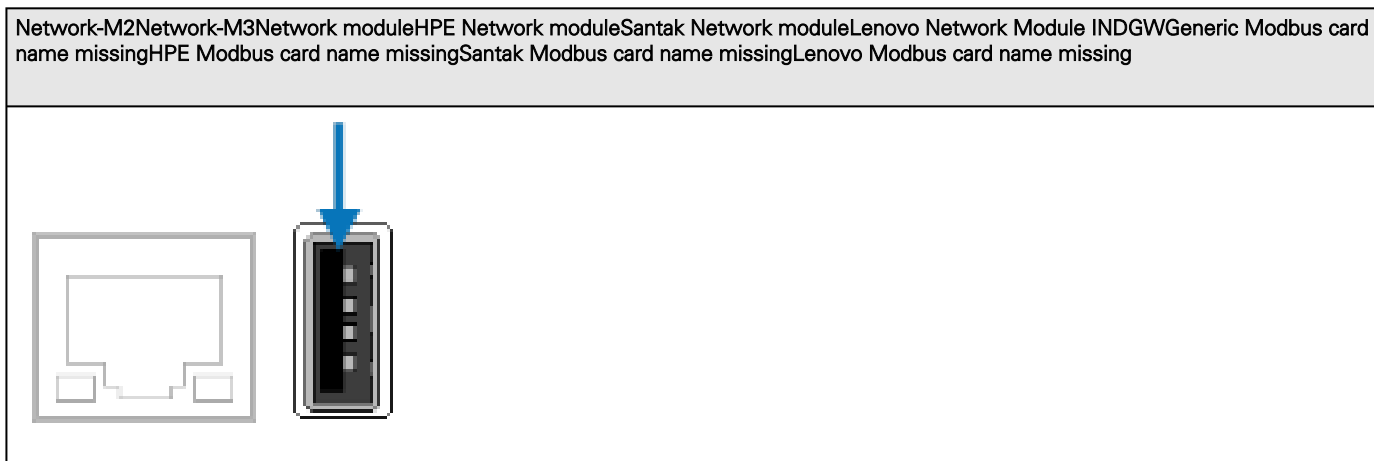 Network-M2Network-M3Network moduleHPE Network moduleSantak Network moduleLenovo Network Module INDGWGeneric Modbus card
name missingHPE Modbus card name missingSantak Modbus card name missingLenovo Modbus card name missing